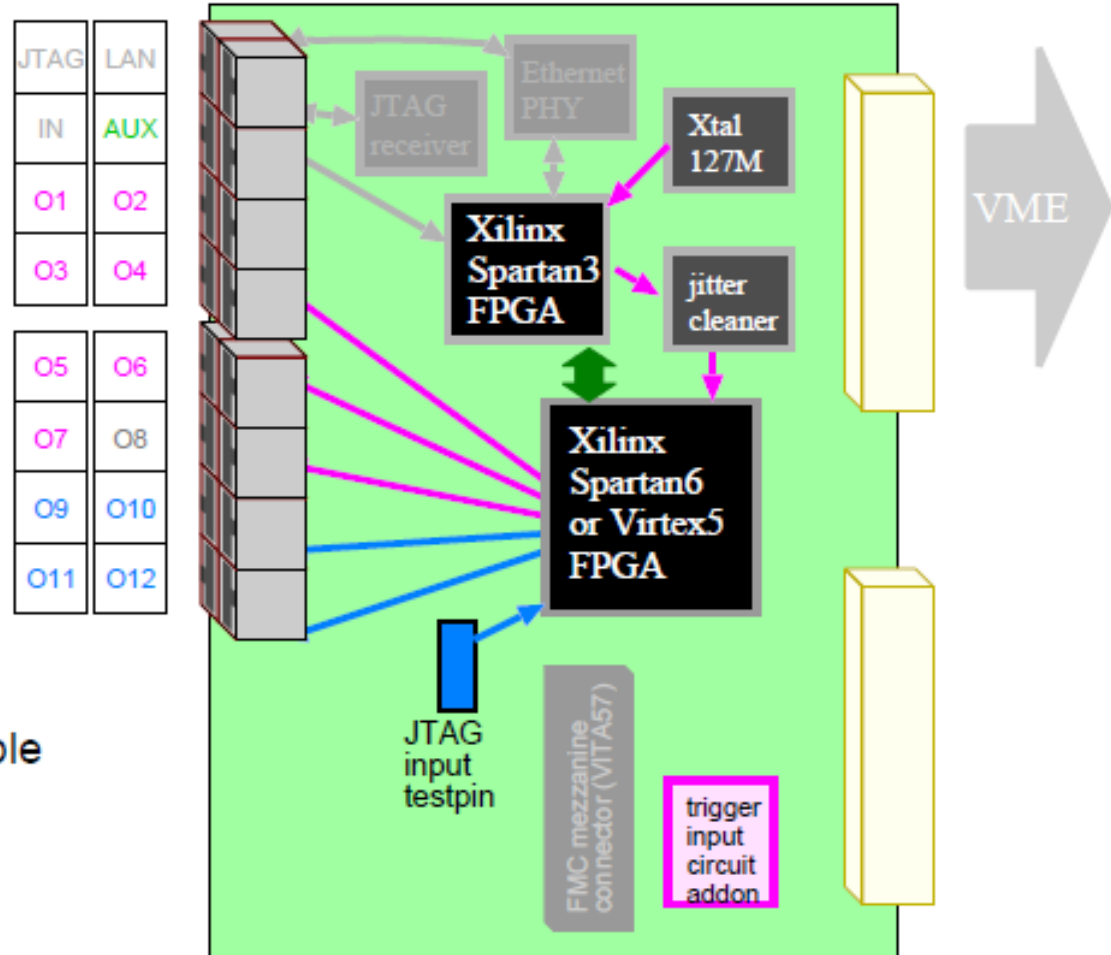 JTAG LAN
IN AUX
O1 O2
O3 O4
O5 O6
O7 O8
O9 O10
O11 O12
ple
Ethernet
PHY
JTAG
receiver
Xtal
127M
Xilinx
Spartan3
FPGA
jitter
cleaner
Xilinx
Spartan6
or Virtex5
FPGA
JTAG
input
testpin
FMC mezzanine
connector (VITA57)
trigger
input
circuit
addon
VME